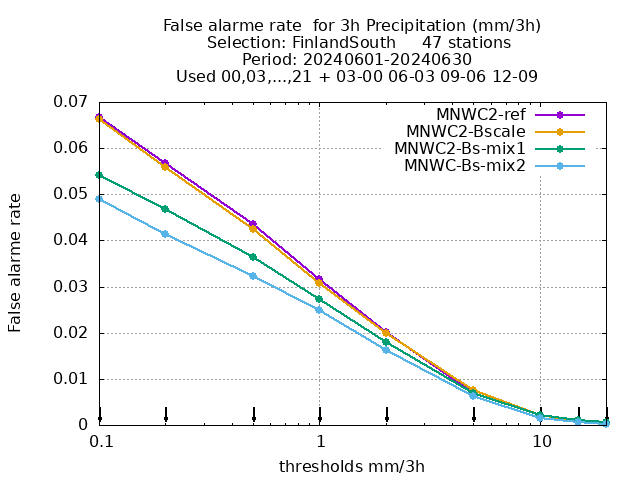 False alarme rate  for 3h Precipitation (mm/3h)
Selection: FinlandSouth     47 stations
Period: 20240601-20240630
Used 00,03,...,21 + 03-00 06-03 09-06 12-09
MNWC2-ref
MNWC2-Bscale
MNWC2-Bs-mix1
MNWC-Bs-mix2
False alarme rate
0.07
0.06
0.05
0.04
0.03
0.02
0.01
0
0.1 1 10
thresholds mm/3h